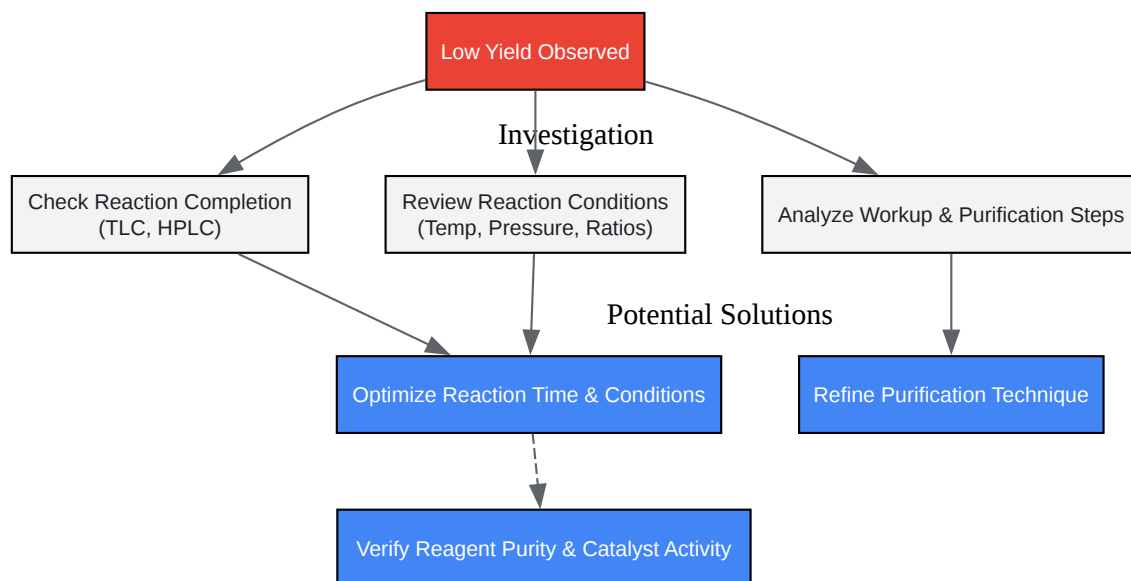 Low Yield Observed
Investigation
Check Reaction Completion
(TLC, HPLC)
Review Reaction Conditions
(Temp, Pressure, Ratios)
Analyze Workup & Purification Steps
Potential Solutions
Optimize Reaction Time & Conditions
Refine Purification Technique
Verify Reagent Purity & Catalyst Activity